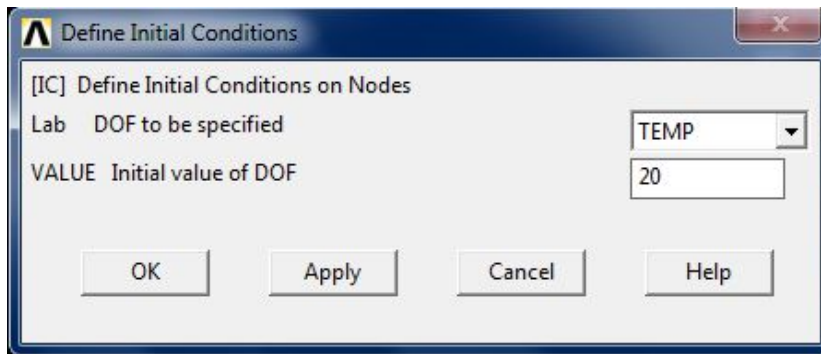 Define Initial Conditions
[IC] Define Initial Conditions on Nodes
Lab DOF to be specified TEMP
VALUE Initial value of DOF 20
OK Apply Cancel Help